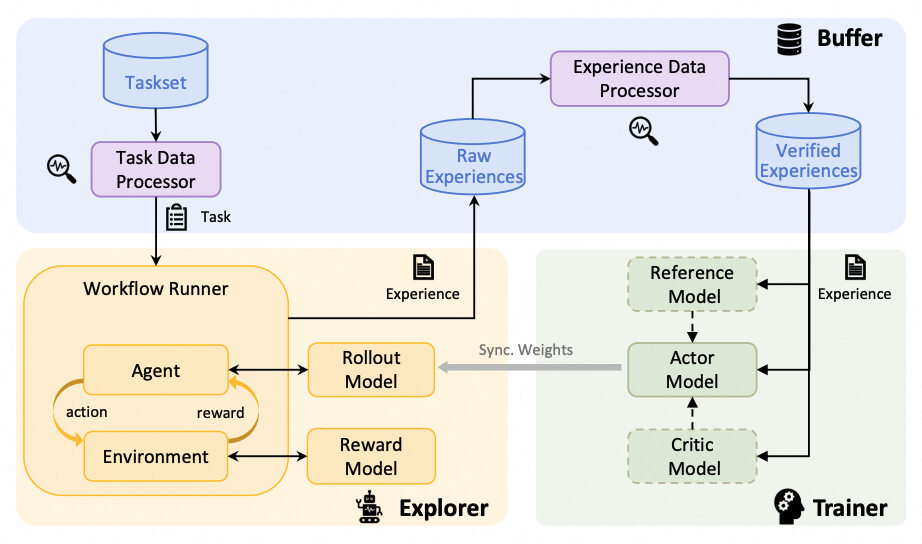 Buffer
Taskset
Task Data
Processor
Task
Raw
Experiences
Experience Data
Processor
Verified
Experiences
Workflow Runner
Agent
action
reward
Environment
Experience
Rollout
Model
Reward
Model
Explorer
Sync. Weights
Reference
Model
Experience
Actor
Model
Critic
Model
Trainer